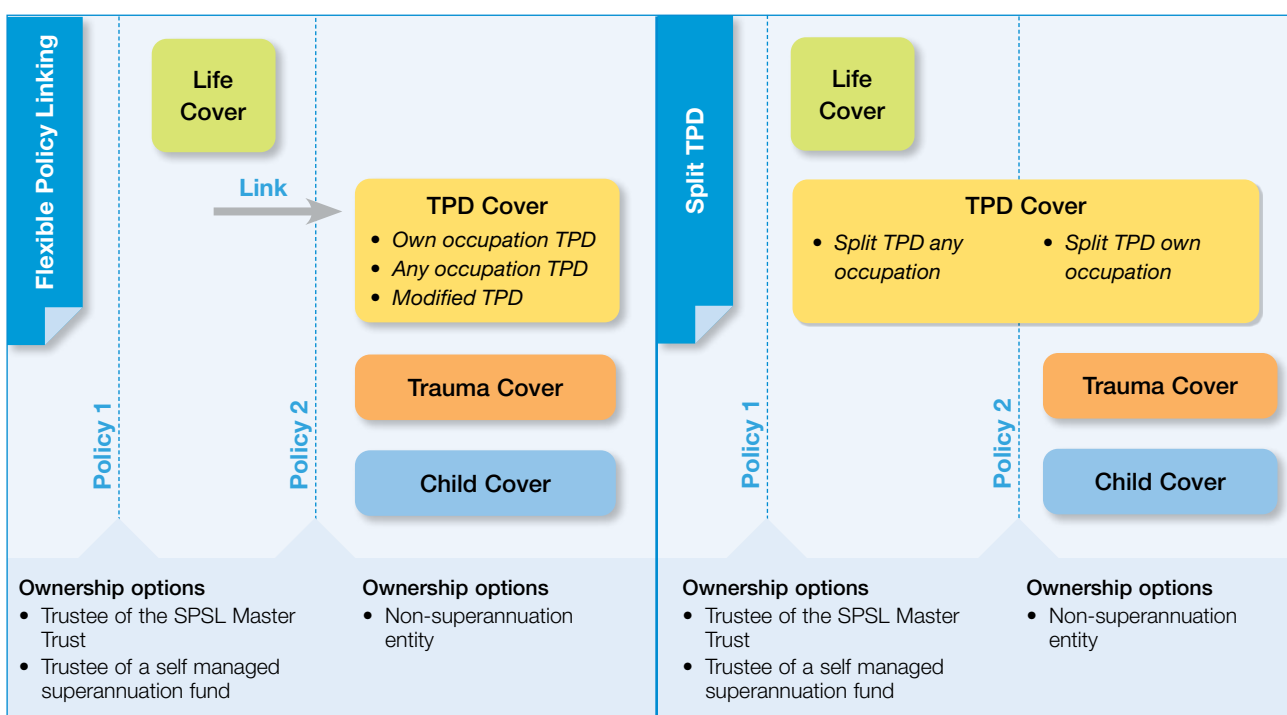 Flexible Policy Linking
Life
Cover
Link
TPD Cover
• Own occupation TPD
• Any occupation TPD
• Modified TPD
Trauma Cover
Child Cover
Policy 1
Policy 2
Ownership options
• Trustee of the SPSL Master
Trust
• Trustee of a self managed
superannuation fund
Ownership options
• Non-superannuation
entity
Split TPD
Life
Cover
TPD Cover
• Split TPD any
occupation
• Split TPD own
occupation
Trauma Cover
Child Cover
Policy 1
Policy 2
Ownership options
• Trustee of the SPSL Master
Trust
• Trustee of a self managed
superannuation fund
Ownership options
• Non-superannuation
entity